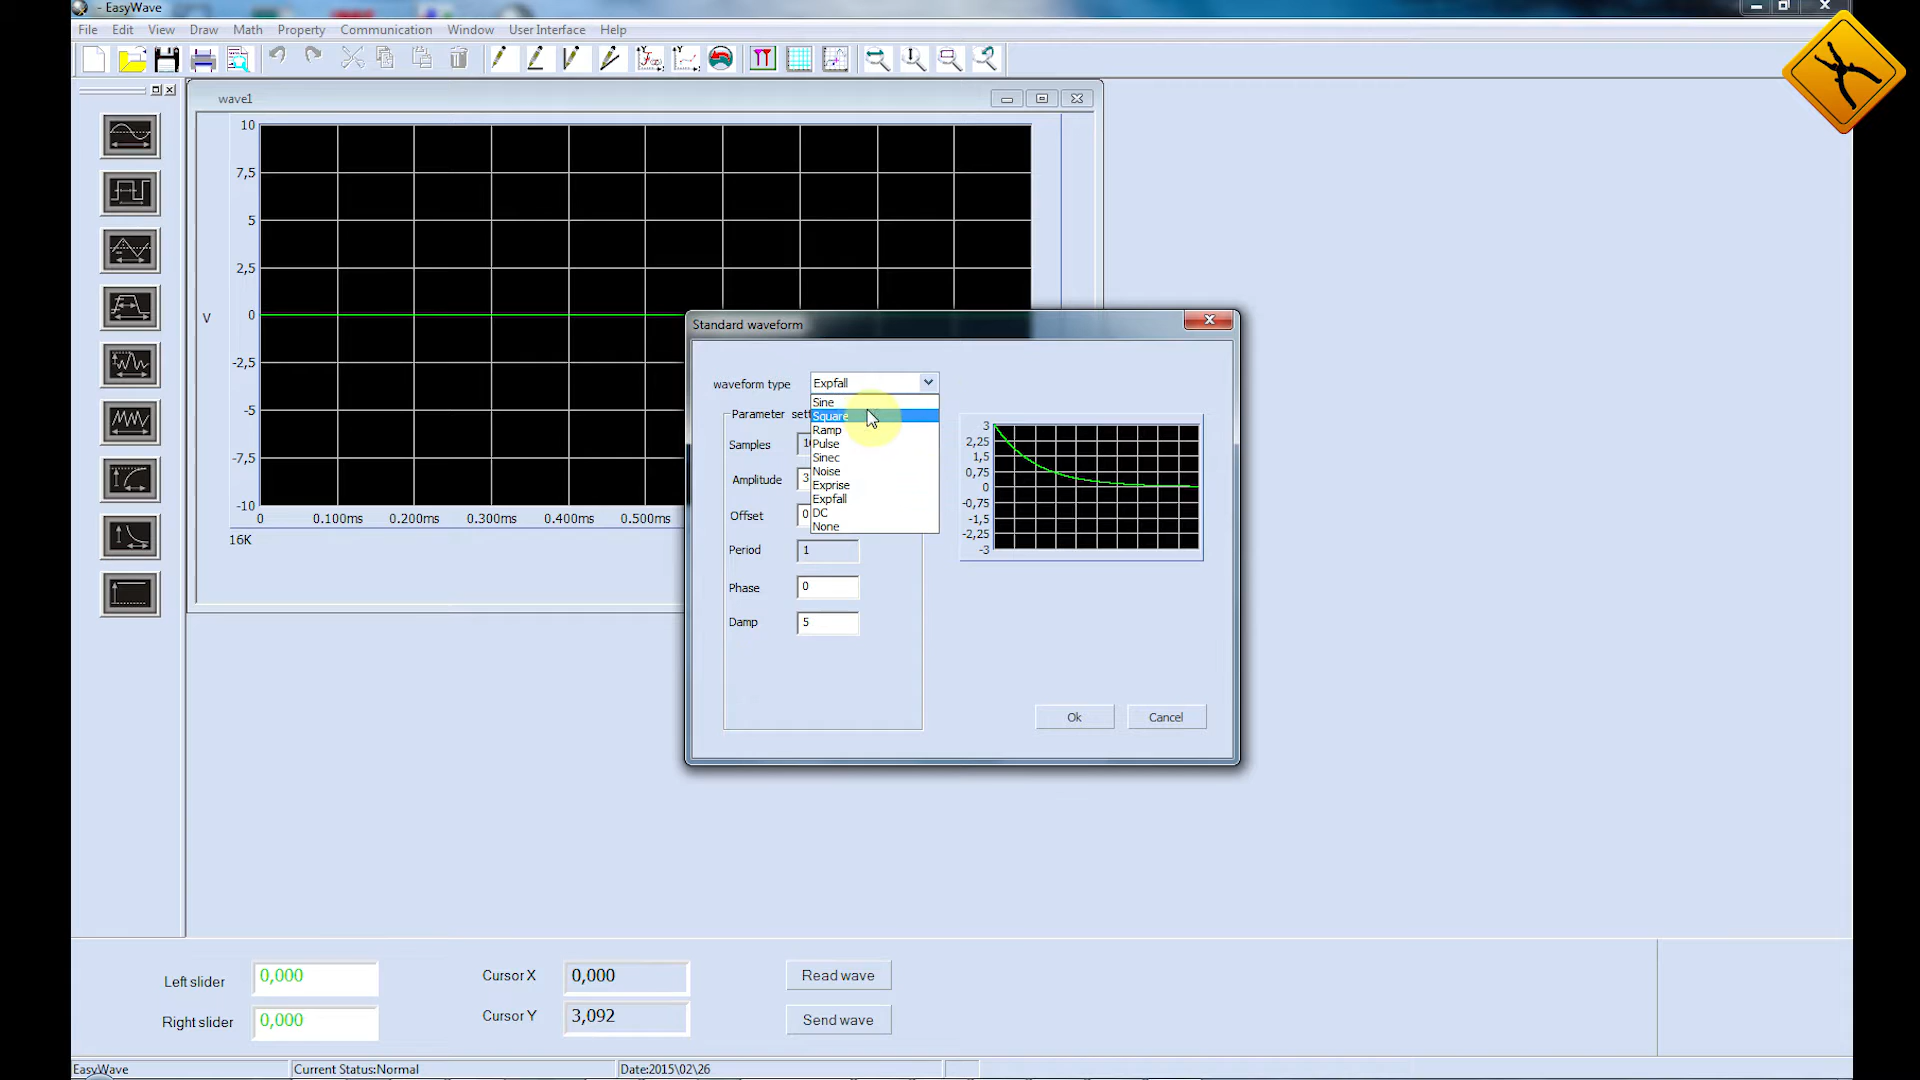 - EasyWave
File Edit View Draw Math Property Communication Window User Interface Help
wave1
10
7,5
5
2,5
0
-2,5
-5
-7,5
-10
V
0 0.100ms 0.200ms 0.300ms 0.400ms 0.500ms
16K
Standard waveform
waveform type Expfall
Sine
Square
Ramp
Pulse
Sinec
Noise
Exprise
Expfall
DC
None
Parameter
Samples
Amplitude 3
Offset 0
Period 1
Phase 0
Damp 5
3
2,25
1,5
0,75
0
-0,75
-1,5
-2,25
-3
Ok Cancel
Left slider 0,000 Cursor X 0,000 Read wave
Right slider 0,000 Cursor Y 3,092 Send wave
EasyWave Current Status:Normal Date:2015\02\26